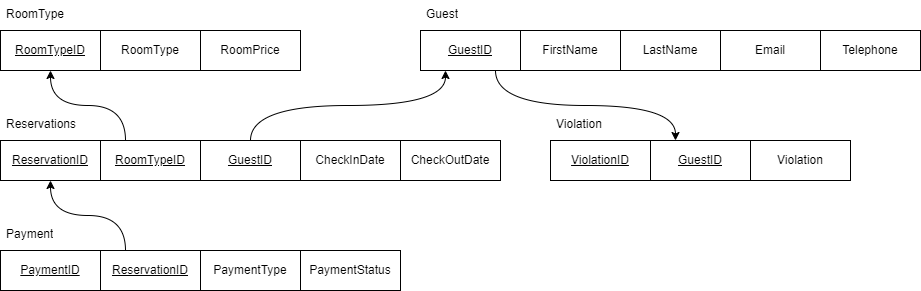 RoomType
RoomTypeID RoomType RoomPrice
Guest
GuestID FirstName LastName Email Telephone
Reservations
ReservationID RoomTypeID GuestID CheckInDate CheckOutDate
Violation
ViolationID GuestID Violation
Payment
PaymentID ReservationID PaymentType PaymentStatus